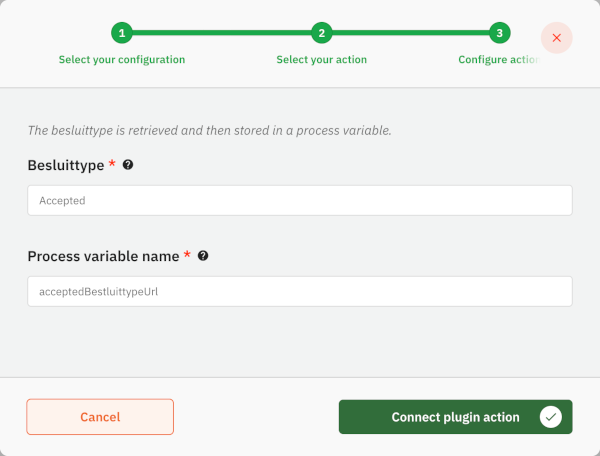 1
2
3
Select your configuration
Select your action
Configure action
The besluittype is retrieved and then stored in a process variable.
Besluittype * ?
Accepted
Process variable name * ?
acceptedBestluittypeUrl
Cancel
Connect plugin action